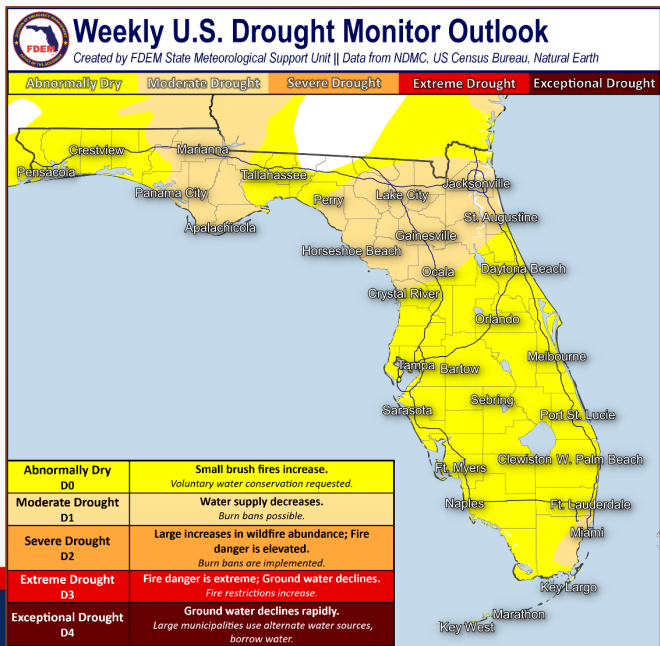 Weekly U.S. Drought Monitor Outlook
Created by FDEM State Meteorological Support Unit || Data from NDMC, US Census Bureau, Natural Earth
FDEM
Abnormally Dry Moderate Drought Severe Drought Extreme Drought Exceptional Drought
Crestview
Marianna
Pensacola
Tallahassee
Jacksonville
Panama City
Perry
Lake City
Apalachicola
St. Augustine
Gainesville
Horseshoe Beach
Ocala
Daytona Beach
Crystal River
Orlando
Melbourne
Tampa
Bartow
Sebring
Sarasota
Port St. Lucie
Clewiston
W. Palm Beach
Ft. Myers
Naples
Ft. Lauderdale
Miami
Key Largo
Marathon
Key West
Abnormally Dry
D0
Small brush fires increase.
Voluntary water conservation requested.
Moderate Drought
D1
Water supply decreases.
Burn bans possible.
Severe Drought
D2
Large increases in wildfire abundance; Fire
danger is elevated.
Burn bans are implemented.
Extreme Drought
D3
Fire danger is extreme; Ground water declines.
Fire restrictions increase.
Exceptional Drought
D4
Ground water declines rapidly.
Large municipalities use alternate water sources,
borrow water.